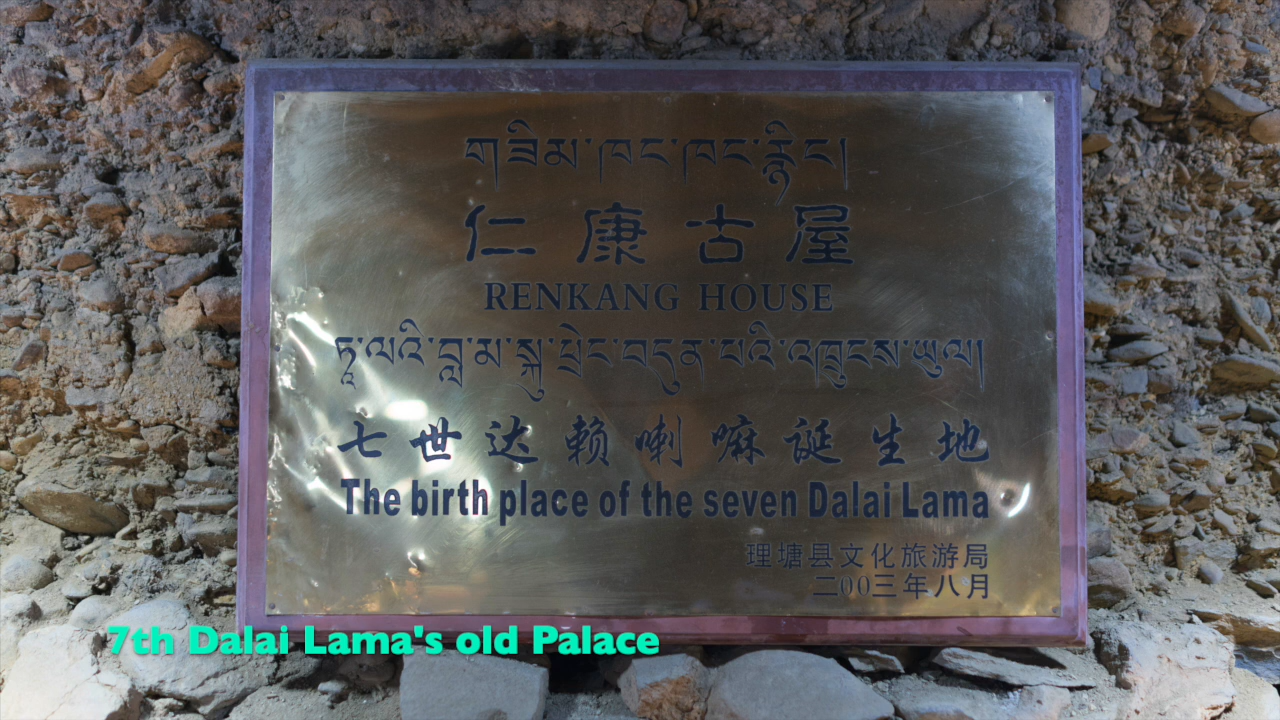 གཟིམ་ཁང་ཁང་རྙིང།
仁康古屋
RENKANG HOUSE
ཏཱ་ལའི་བླ་མ་སྐུ་ཕྲེང་བདུན་པའི་འཁྲུངས་ཡུལ།
七世达赖喇嘛诞生地
The birth place of the seven Dalai Lama
理塘县文化旅游局
二00三年八月
7th Dalai Lama's old Palace